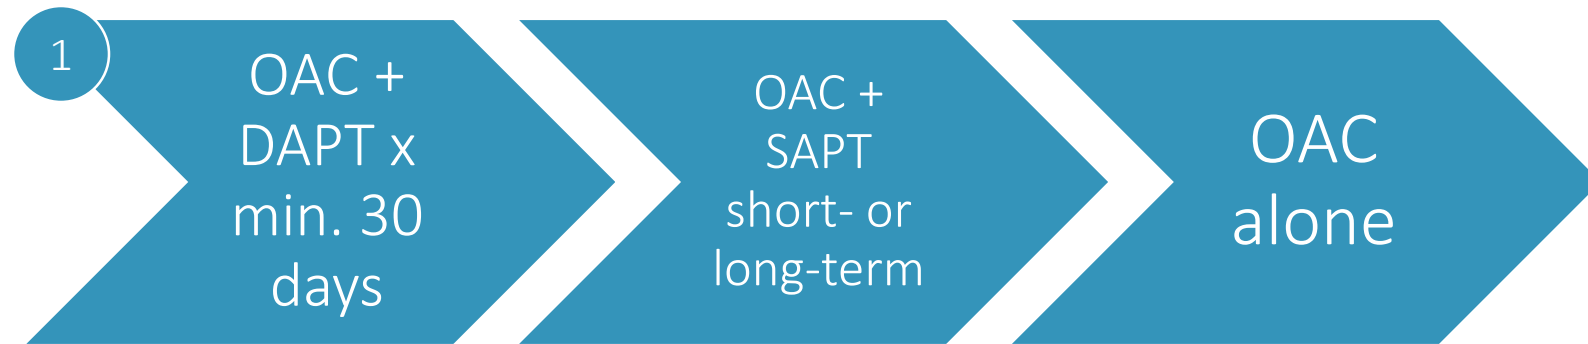 1
OAC +
DAPT x
min. 30
days
OAC +
SAPT
short- or
long-term
OAC
alone